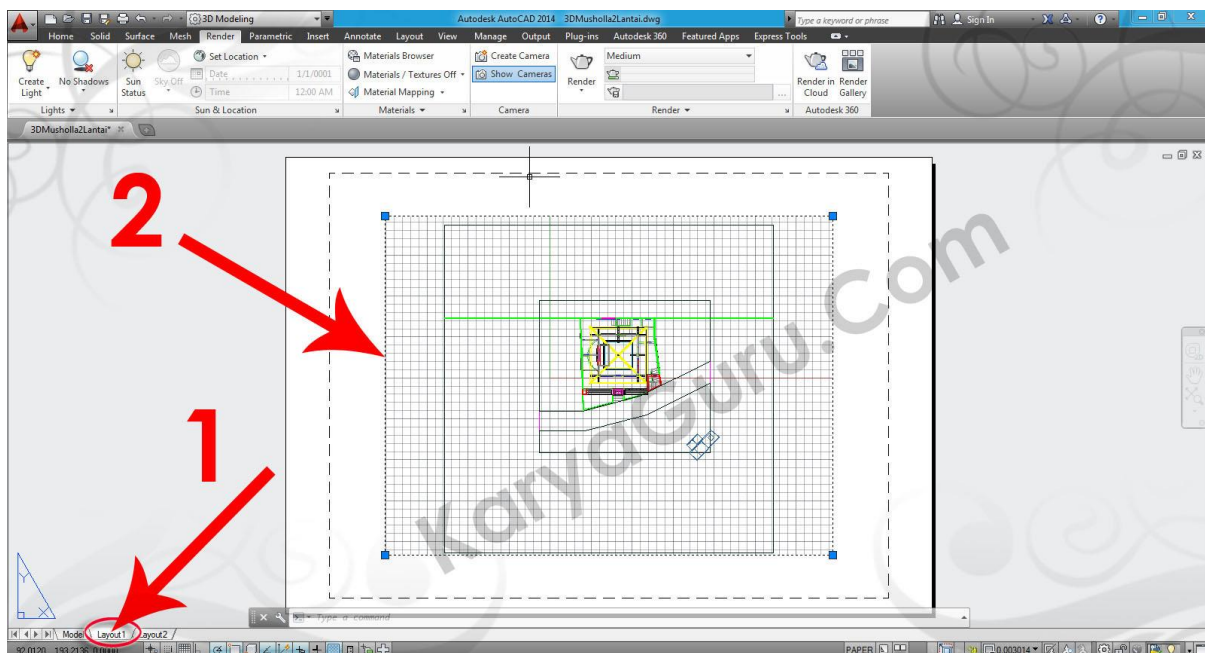 3D Modeling
Autodesk AutoCAD 2014 3DMusholla2Lantai.dwg
Type a keyword or phrase
Sign In
Home Solid Surface Mesh Render Parametric Insert Annotate Layout View Manage Output Plug-ins Autodesk 360 Featured Apps Express Tools
Create Light
No Shadows
Sun Status
Sky Off
Set Location
Date 1/1/0001
Time 12:00 AM
Materials Browser
Materials / Textures Off
Material Mapping
Create Camera
Show Cameras
Render
Medium
Render in Cloud
Render Gallery
Lights
Sun & Location
Materials
Camera
Render
Autodesk 360
3DMusholla2Lantai*
2
1
KaryaGuru.Com
Y
X
Type a command
Model Layout1 Layout2
PAPER
0.003014